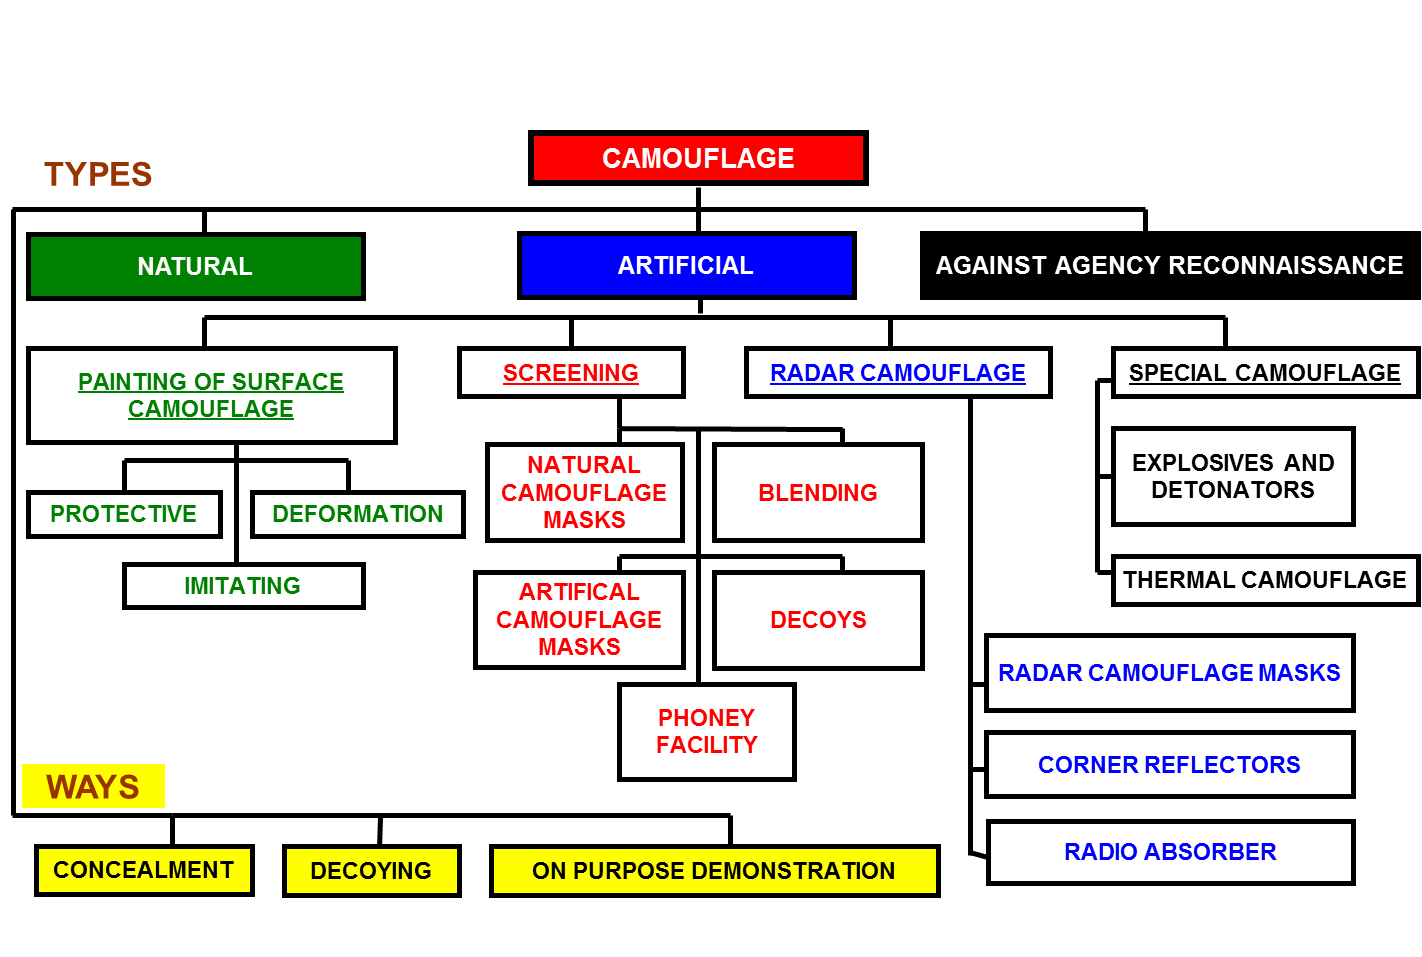 CAMOUFLAGE
TYPES
NATURAL
ARTIFICIAL
AGAINST AGENCY RECONNAISSANCE
PAINTING OF SURFACE
CAMOUFLAGE
SCREENING
RADAR CAMOUFLAGE
SPECIAL CAMOUFLAGE
PROTECTIVE
DEFORMATION
IMITATING
NATURAL
CAMOUFLAGE
MASKS
BLENDING
EXPLOSIVES AND
DETONATORS
ARTIFICAL
CAMOUFLAGE
MASKS
DECOYS
THERMAL CAMOUFLAGE
PHONEY
FACILITY
RADAR CAMOUFLAGE MASKS
CORNER REFLECTORS
RADIO ABSORBER
WAYS
CONCEALMENT
DECOYING
ON PURPOSE DEMONSTRATION